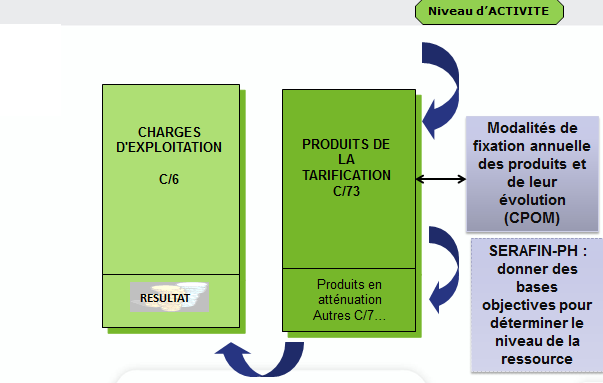 Niveau d'ACTIVITE
CHARGES
D'EXPLOITATION
C/6
RESULTAT
PRODUITS DE
LA
TARIFICATION
C/73
Produits en
atténuation
Autres C/7...
Modalités de
fixation annuelle
des produits et
de leur
évolution
(CPOM)
SERAFIN-PH :
donner des
bases
objectives pour
déterminer le
niveau de la
ressource